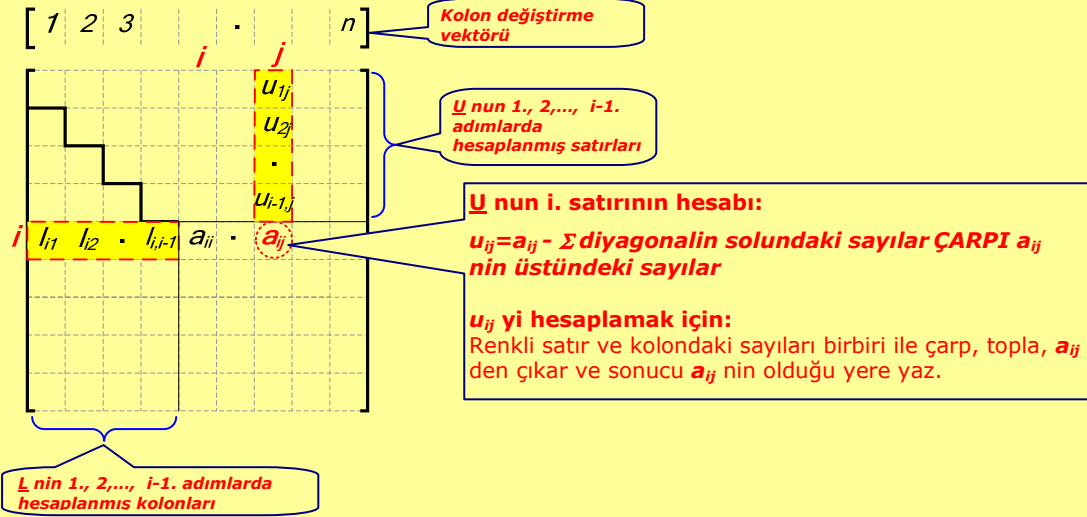 1 2 3 . n
Kolon değiştirme
vektörü
i j
u1j
u2j
.
ui-1,j
U nun 1., 2,..., i-1.
adımlarda
hesaplanmış satırları
i li1 li2 . li,i-1 aii . aij
U nun i. satırının hesabı:
uij=aij - Σ diyagonalin solundaki sayılar ÇARPI aij
nin üstündeki sayılar
uij yi hesaplamak için:
Renkli satır ve kolondaki sayıları birbiri ile çarp, topla, aij
den çıkar ve sonucu aij nin olduğu yere yaz.
L nin 1., 2,..., i-1. adımlarda
hesaplanmış kolonları